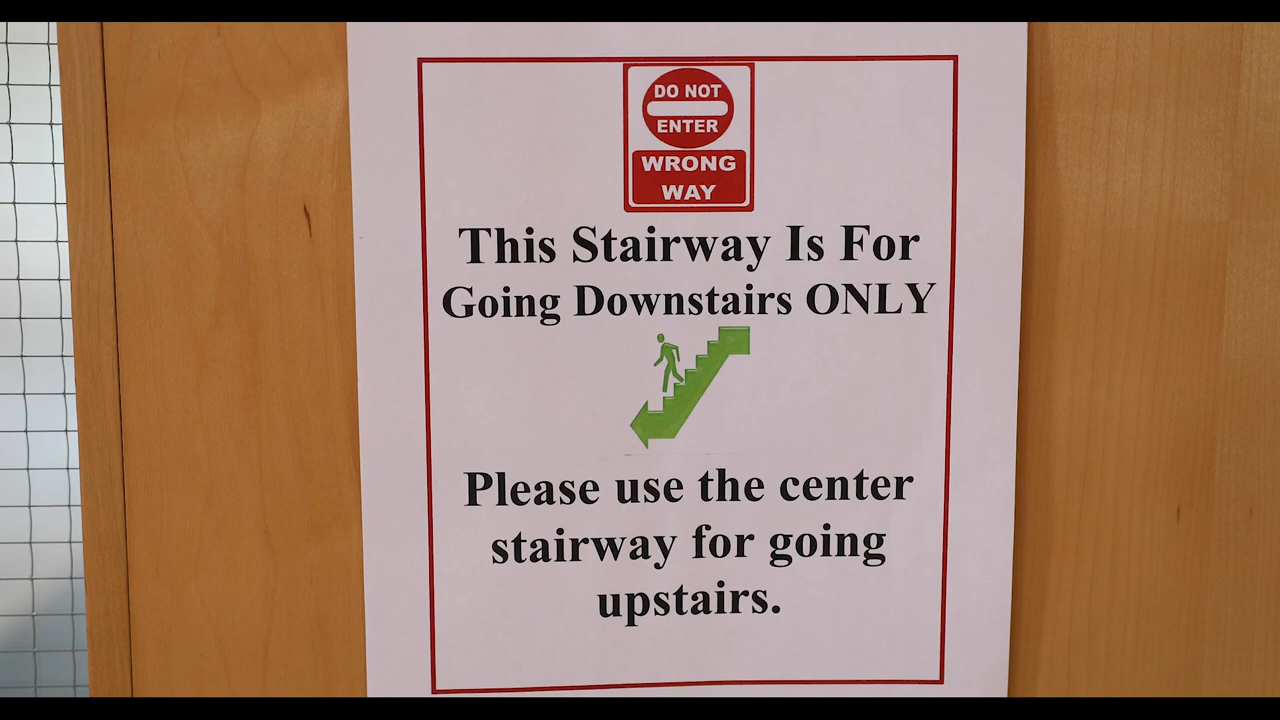 DO NOT
ENTER
WRONG
WAY
This Stairway Is For
Going Downstairs ONLY
Please use the center
stairway for going
upstairs.